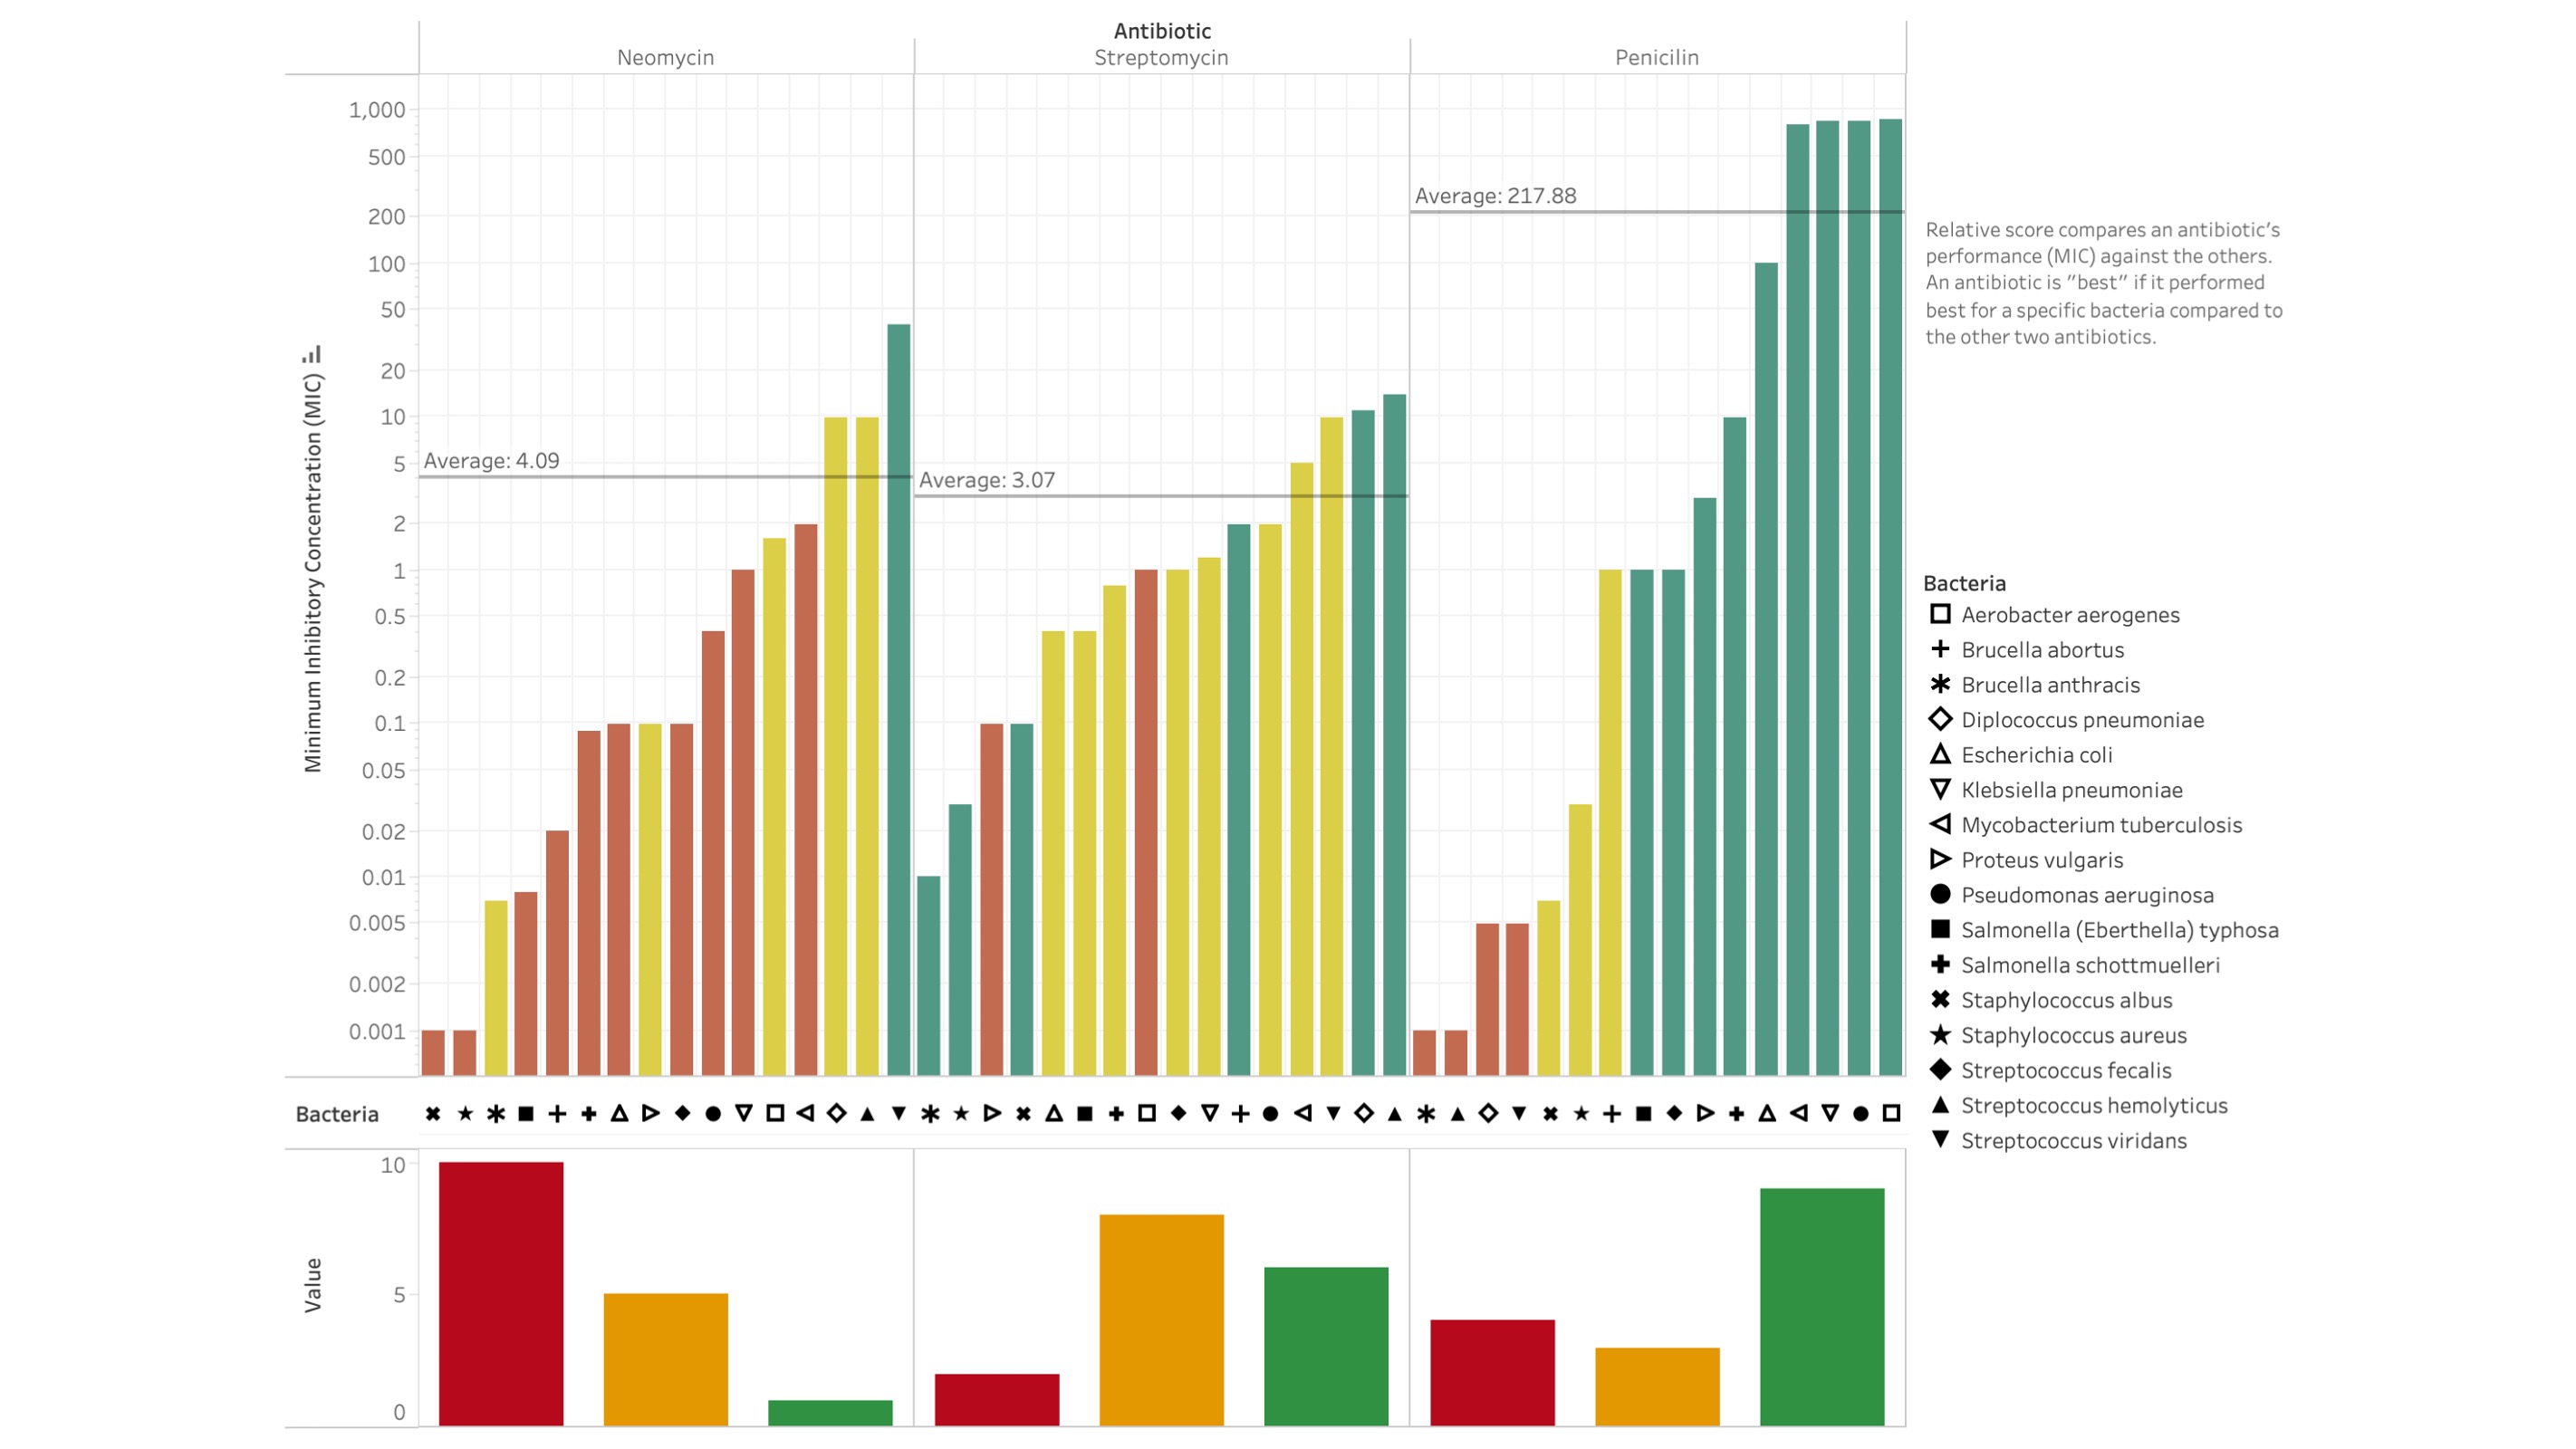 Antibiotic
Neomycin
Streptomycin
Penicilin
Minimum Inhibitory Concentration (MIC)
1,000
500
200
100
50
20
10
5
2
1
0.5
0.2
0.1
0.05
0.02
0.01
0.005
0.002
0.001
Average: 4.09
Average: 3.07
Average: 217.88
Relative score compares an antibiotic's
performance (MIC) against the others.
An antibiotic is "best" if it performed
best for a specific bacteria compared to
the other two antibiotics.
Bacteria
Aerobacter aerogenes
Brucella abortus
Brucella anthracis
Diplococcus pneumoniae
Escherichia coli
Klebsiella pneumoniae
Mycobacterium tuberculosis
Proteus vulgaris
Pseudomonas aeruginosa
Salmonella (Eberthella) typhosa
Salmonella schottmuelleri
Staphylococcus albus
Staphylococcus aureus
Streptococcus fecalis
Streptococcus hemolyticus
Streptococcus viridans
Bacteria
Value
10
5
0